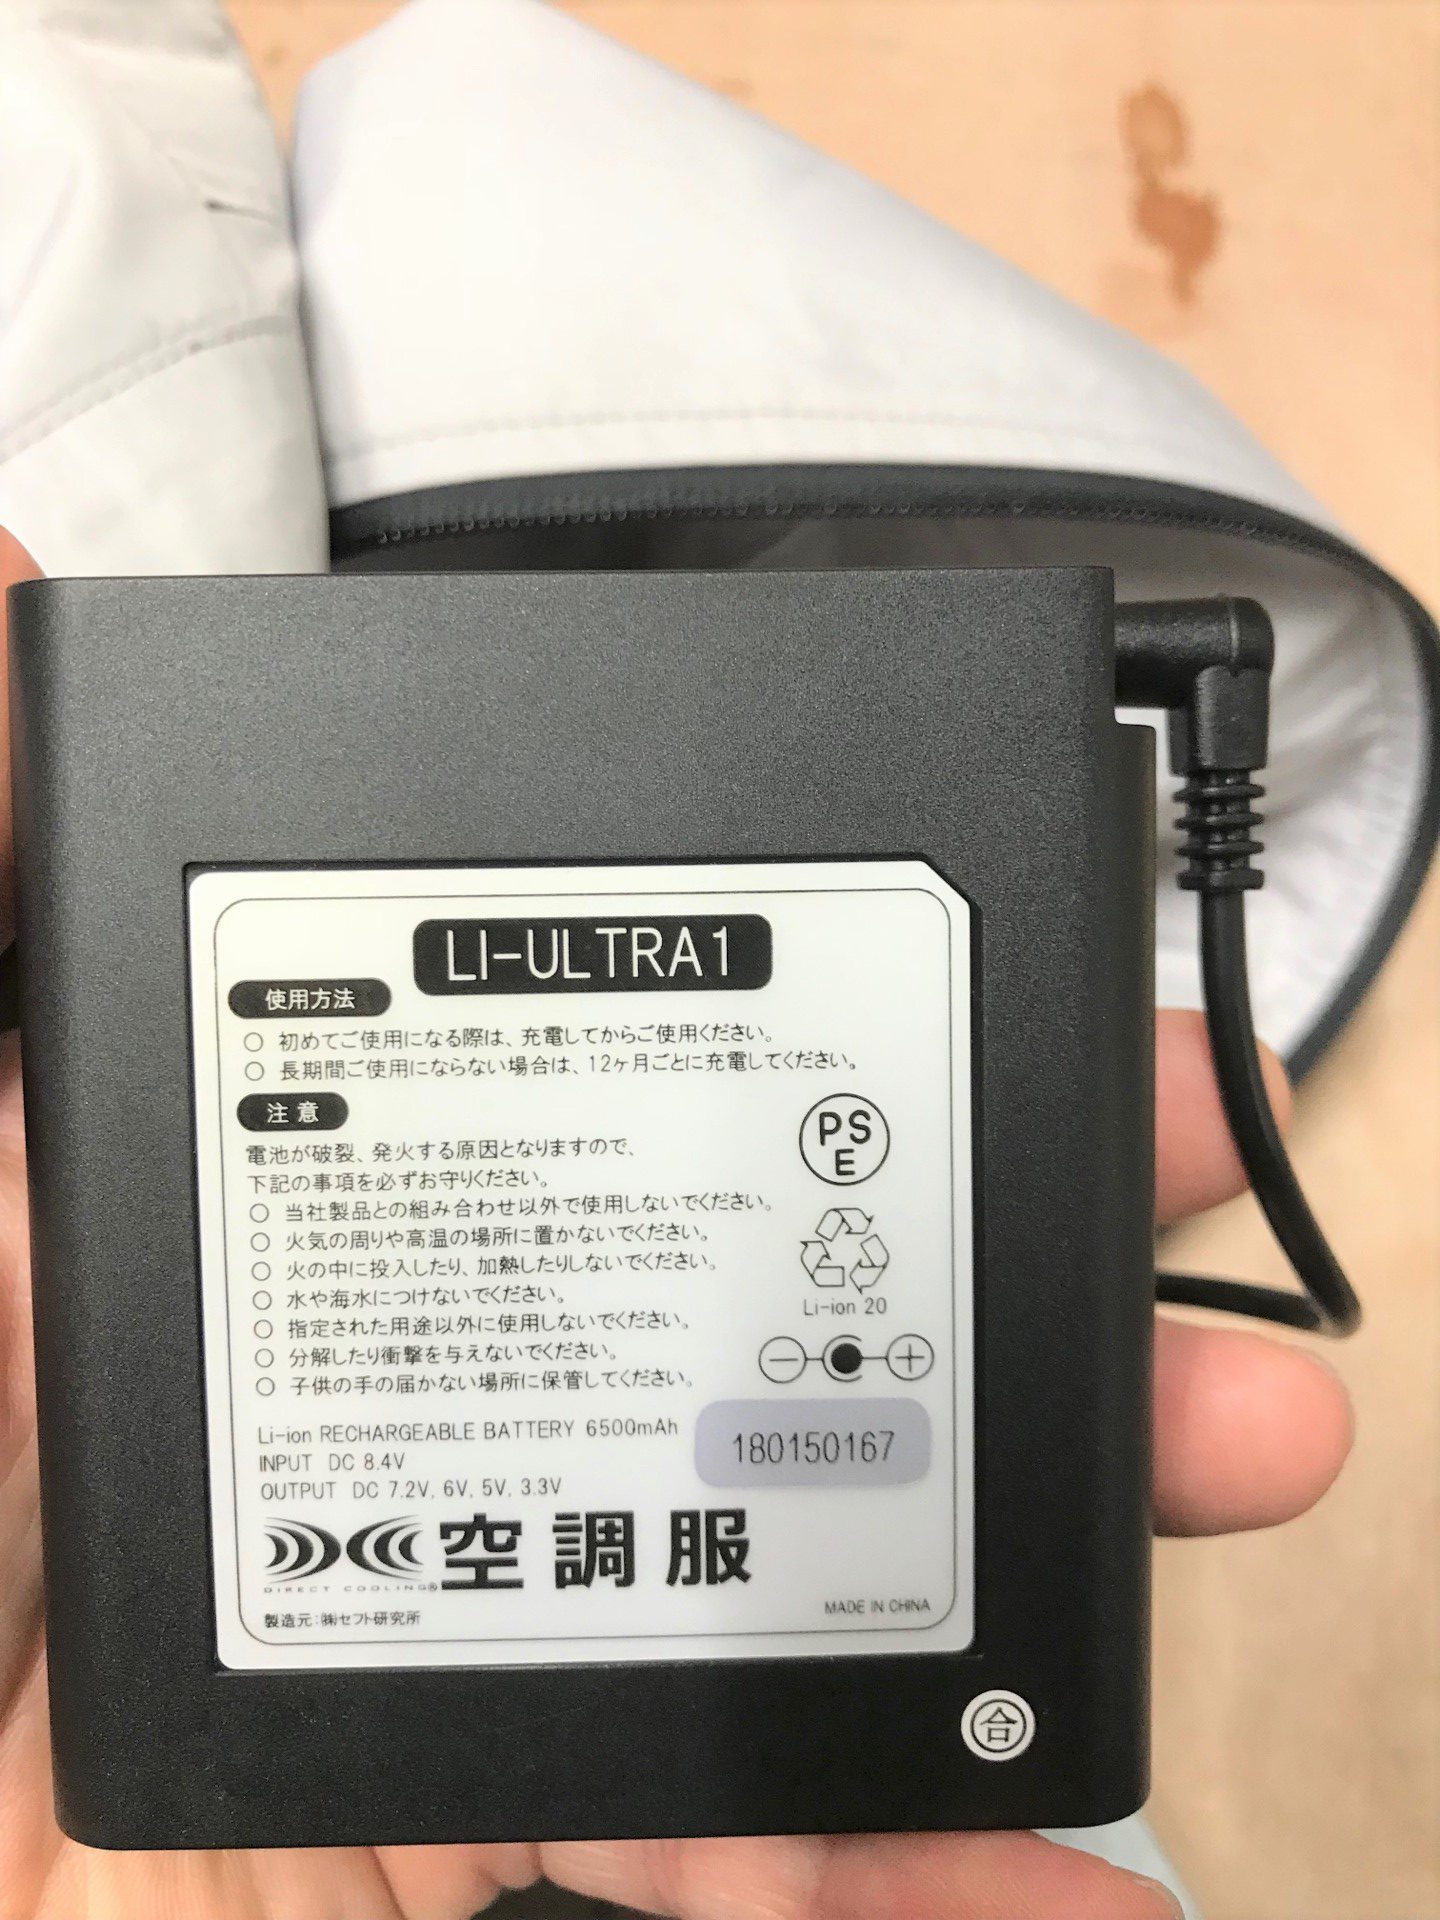 LI-ULTRA1
使用方法
○ 初めてご使用になる際は、充電してからご使用ください。
○ 長期間ご使用にならない場合は、12ヶ月ごとに充電してください。
注意
電池が破裂、発火する原因となりますので、
下記の事項を必ずお守りください。
○ 当社製品との組み合わせ以外で使用しないでください。
○ 火気の周りや高温の場所に置かないでください。
○ 火の中に投入したり、加熱したりしないでください。
○ 水や海水につけないでください。
○ 指定された用途以外に使用しないでください。
○ 分解したり衝撃を与えないでください。
○ 子供の手の届かない場所に保管してください。
PS
E
Li-ion 20
Li-ion RECHARGEABLE BATTERY 6500mAh
INPUT DC 8.4V
OUTPUT DC 7.2V, 6V, 5V, 3.3V
180150167
DIRECT COOLING®
空調服
製造元:㈱セフト研究所
MADE IN CHINA
合